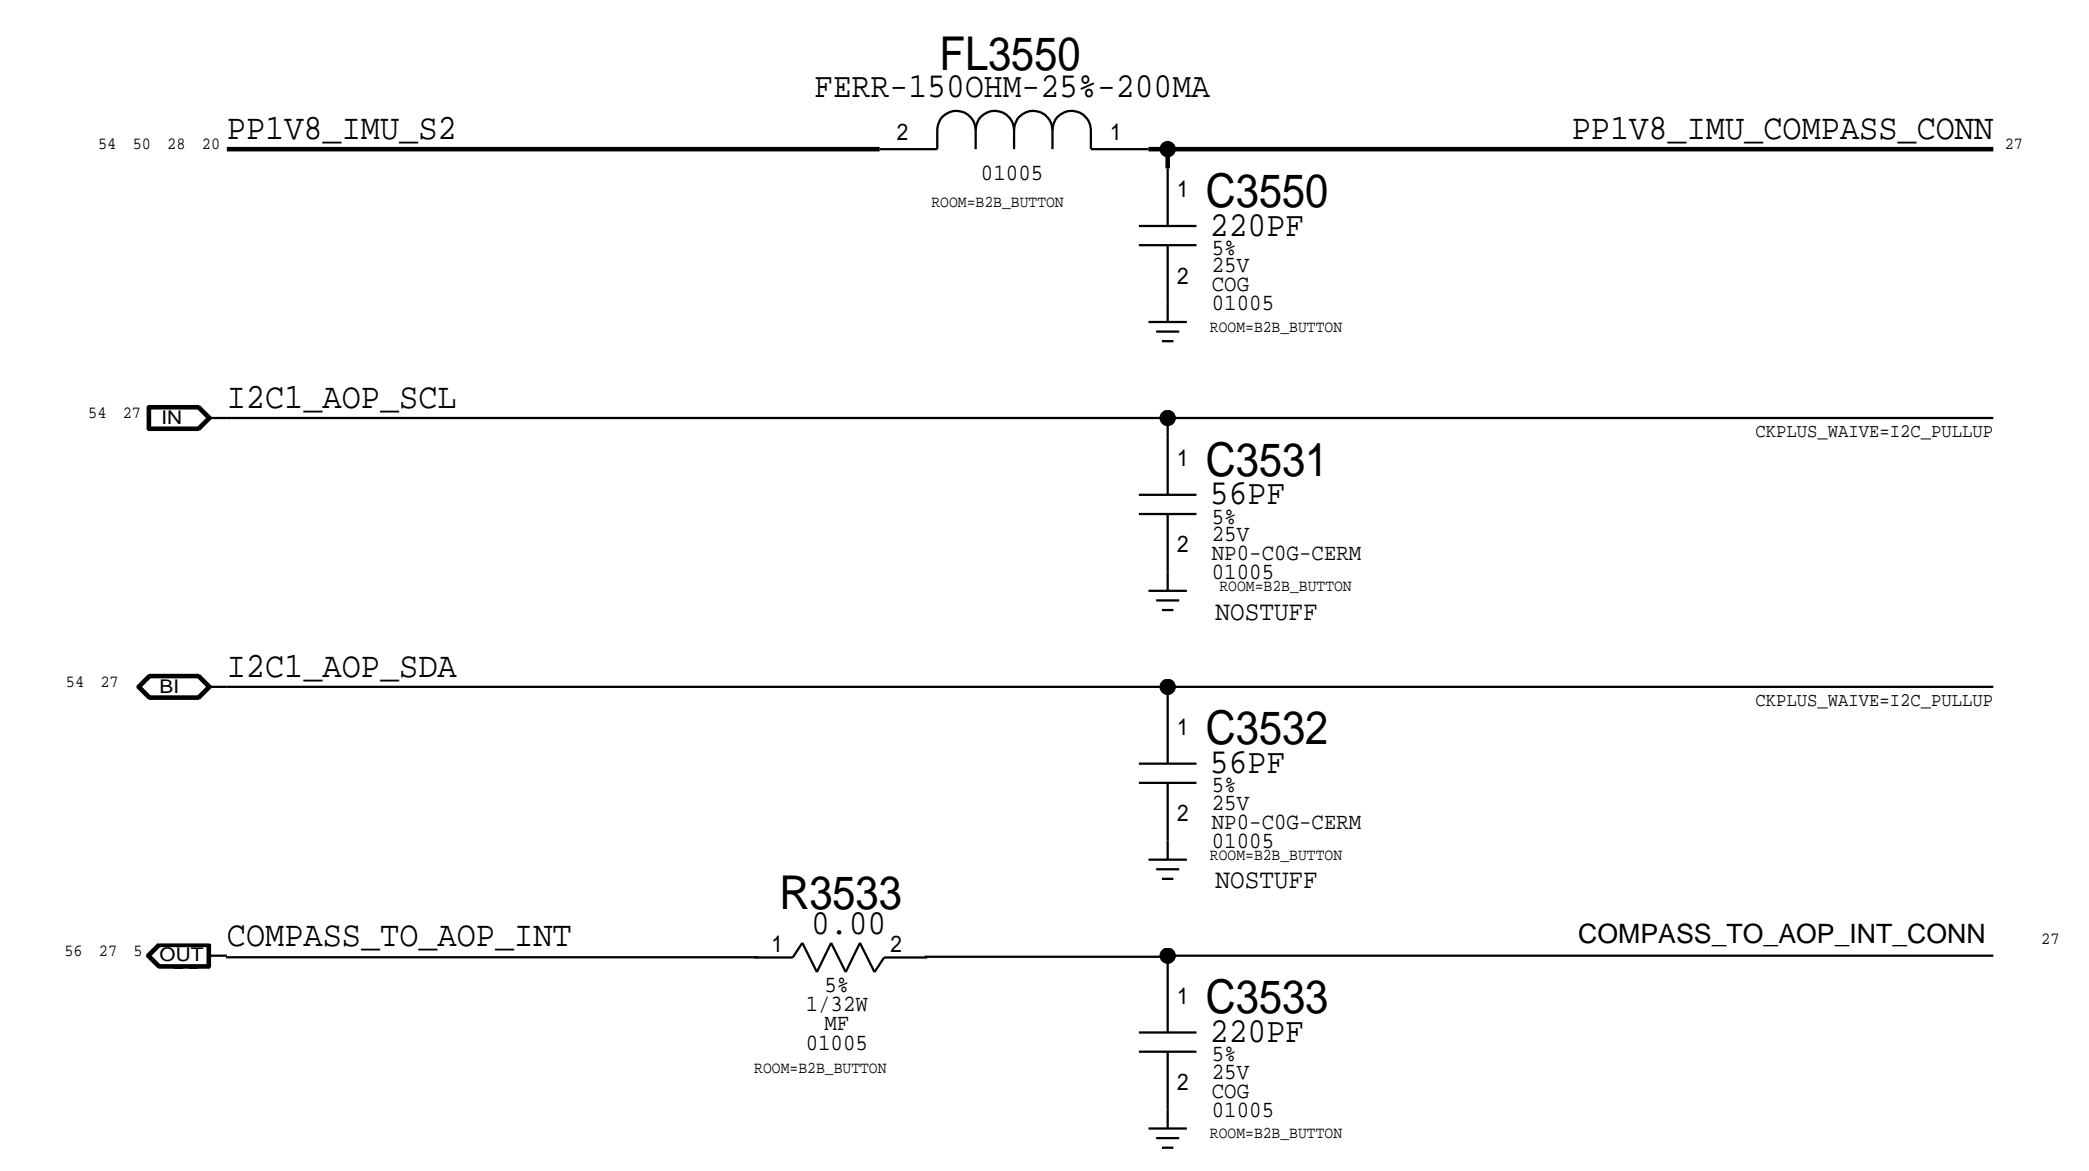 FL3550
FERR-150OHM-25%-200MA
54 50 28 20 PP1V8_IMU_S2 2 1 PP1V8_IMU_COMPASS_CONN 27
01005
ROOM=B2B_BUTTON
1 C3550
220PF
5%
25V
2 COG
01005
ROOM=B2B_BUTTON
54 27 IN I2C1_AOP_SCL
CKPLUS_WAIVE=I2C_PULLUP
1 C3531
56PF
5%
25V
2 NP0-C0G-CERM
01005
ROOM=B2B_BUTTON
NOSTUFF
54 27 BI I2C1_AOP_SDA
CKPLUS_WAIVE=I2C_PULLUP
1 C3532
56PF
5%
25V
2 NP0-C0G-CERM
01005
ROOM=B2B_BUTTON
NOSTUFF
R3533
0.00
56 27 5 OUT COMPASS_TO_AOP_INT 1 2 COMPASS_TO_AOP_INT_CONN 27
5%
1/32W
MF
01005
ROOM=B2B_BUTTON
1 C3533
220PF
5%
25V
2 COG
01005
ROOM=B2B_BUTTON